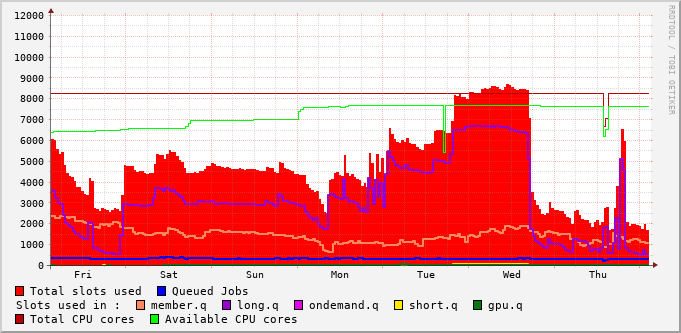 RRDTOOL / TOBI OETIKER
12000
11000
10000
9000
8000
7000
6000
5000
4000
3000
2000
1000
0
Fri Sat Sun Mon Tue Wed Thu
Total slots used Queued Jobs
Slots used in : member.q long.q ondemand.q short.q gpu.q
Total CPU cores Available CPU cores